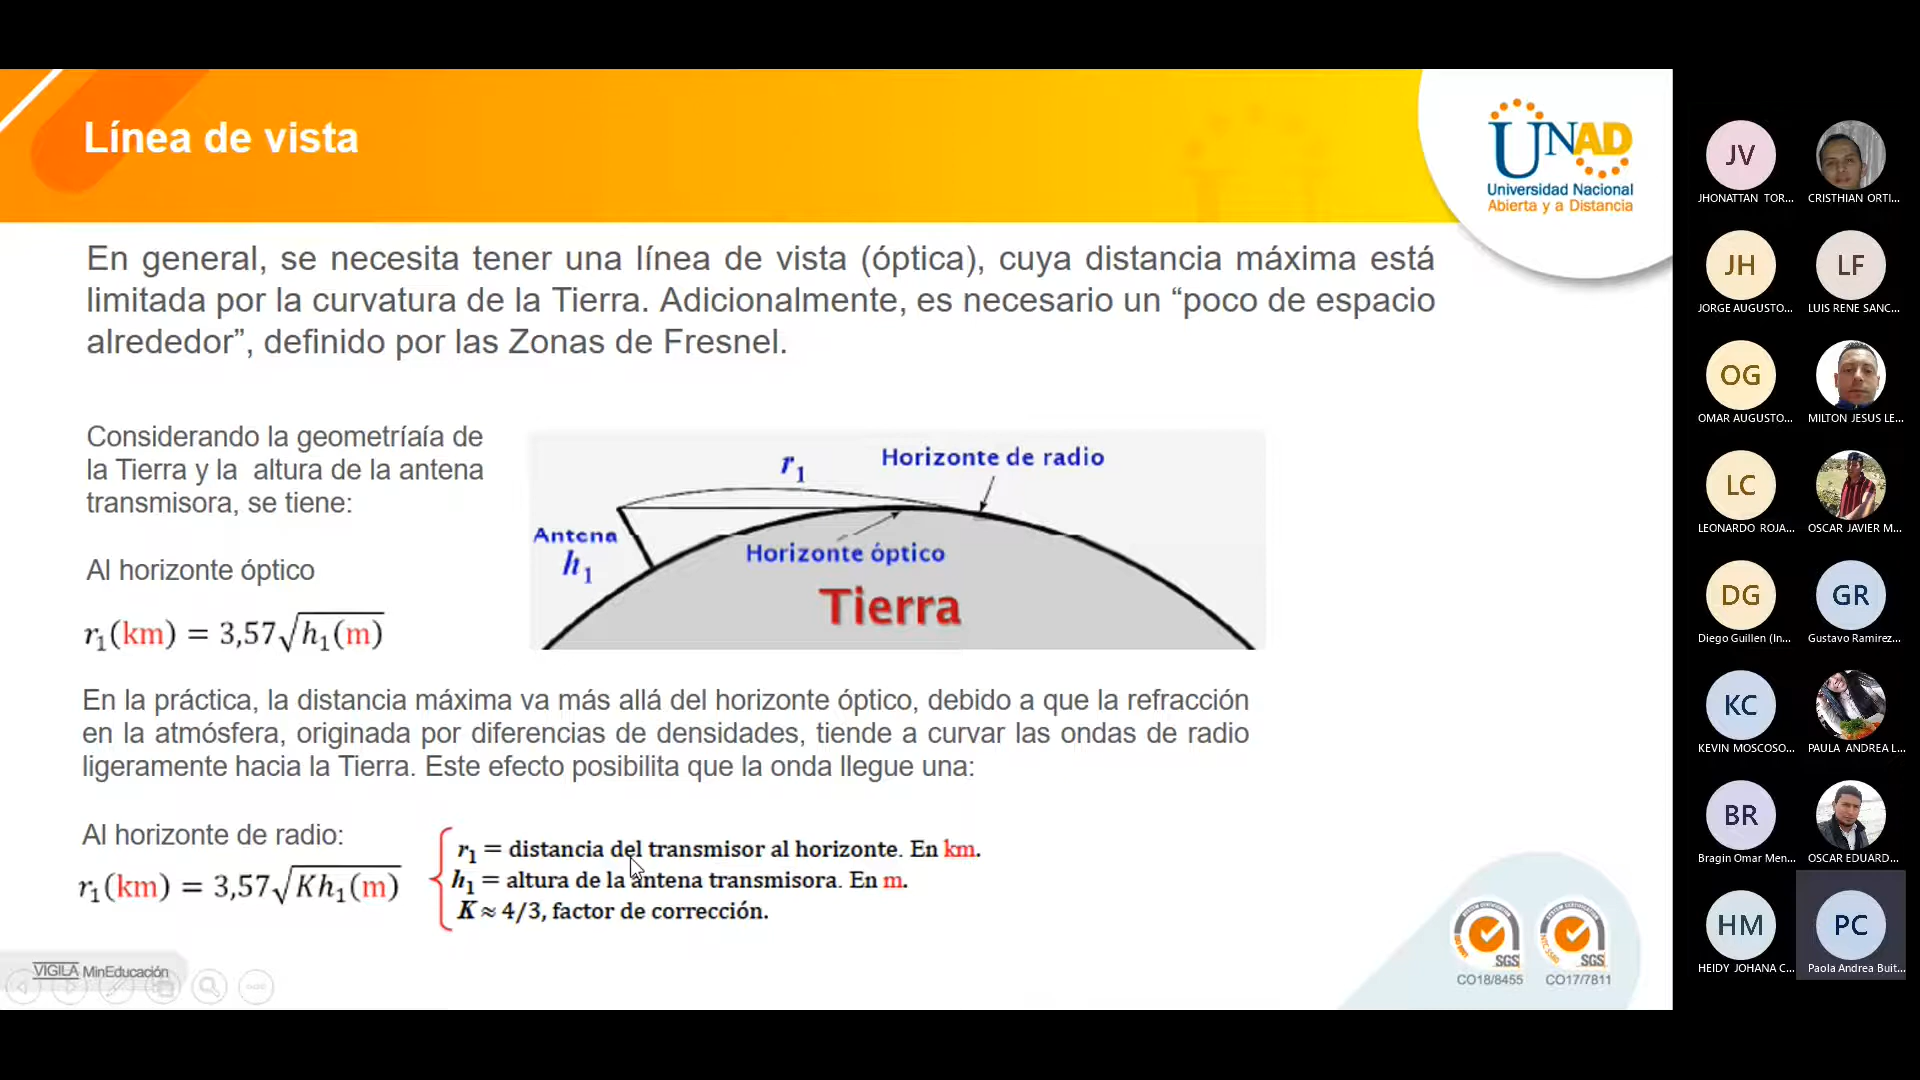 Línea de vista
UNAD
Universidad Nacional
Abierta y a Distancia
En general, se necesita tener una línea de vista (óptica), cuya distancia máxima está
limitada por la curvatura de la Tierra. Adicionalmente, es necesario un “poco de espacio
alrededor”, definido por las Zonas de Fresnel.
Considerando la geometríaía de
la Tierra y la altura de la antena
transmisora, se tiene:
Al horizonte óptico
r₁(km) = 3,57√h₁(m)
r₁
Horizonte de radio
Antena
h₁
Horizonte óptico
Tierra
En la práctica, la distancia máxima va más allá del horizonte óptico, debido a que la refracción
en la atmósfera, originada por diferencias de densidades, tiende a curvar las ondas de radio
ligeramente hacia la Tierra. Este efecto posibilita que la onda llegue una:
Al horizonte de radio:
r₁(km) = 3,57√Kh₁(m)
r₁ = distancia del transmisor al horizonte. En km.
h₁ = altura de la antena transmisora. En m.
K ≈ 4/3, factor de corrección.
VIGILA MinEducación
SGS
CO18/8455
SGS
CO17/7811
JV
JHONATTAN TOR...
CRISTHIAN ORTI...
JH
JORGE AUGUSTO...
LF
LUIS RENE SANC...
OG
OMAR AUGUSTO...
MILTON JESUS LE...
LC
LEONARDO ROJA...
OSCAR JAVIER M...
DG
Diego Guillen (In...
GR
Gustavo Ramirez...
KC
KEVIN MOSCOSO...
PAULA ANDREA L...
BR
Bragin Omar Men...
OSCAR EDUARD...
HM
HEIDY JOHANA C...
PC
Paola Andrea Buit...